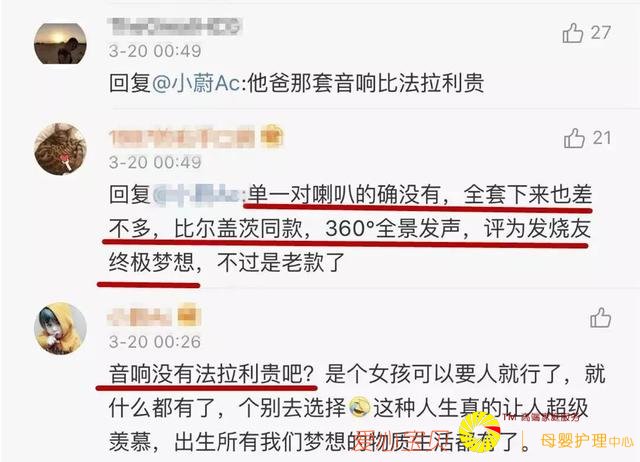 3-20 00:49
27
回复@小蔚Ac:他爸那套音响比法拉利贵
3-20 00:49
21
回复@ :单一对喇叭的确没有，全套下来也差
不多，比尔盖茨同款，360°全景发声，评为发烧友
终极梦想，不过是老款了
3-20 00:26
音响没有法拉利贵吧？是个女孩可以要人就行了，就
什么都有了，个别去选择🤣这种人生真的让人超级
羡慕，出生所有我们梦想的物质生活都有了。
TM 高端家庭服务
母婴护理中心